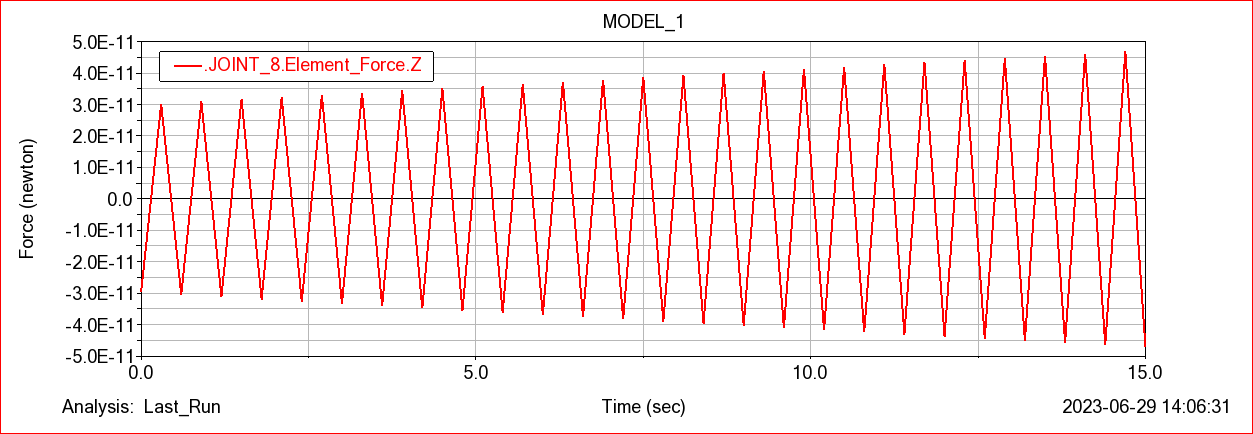 MODEL_1
.JOINT_8.Element_Force.Z
Force (newton)
5.0E-11
4.0E-11
3.0E-11
2.0E-11
1.0E-11
0.0
-1.0E-11
-2.0E-11
-3.0E-11
-4.0E-11
-5.0E-11
0.0 5.0 10.0 15.0
Analysis: Last_Run Time (sec) 2023-06-29 14:06:31